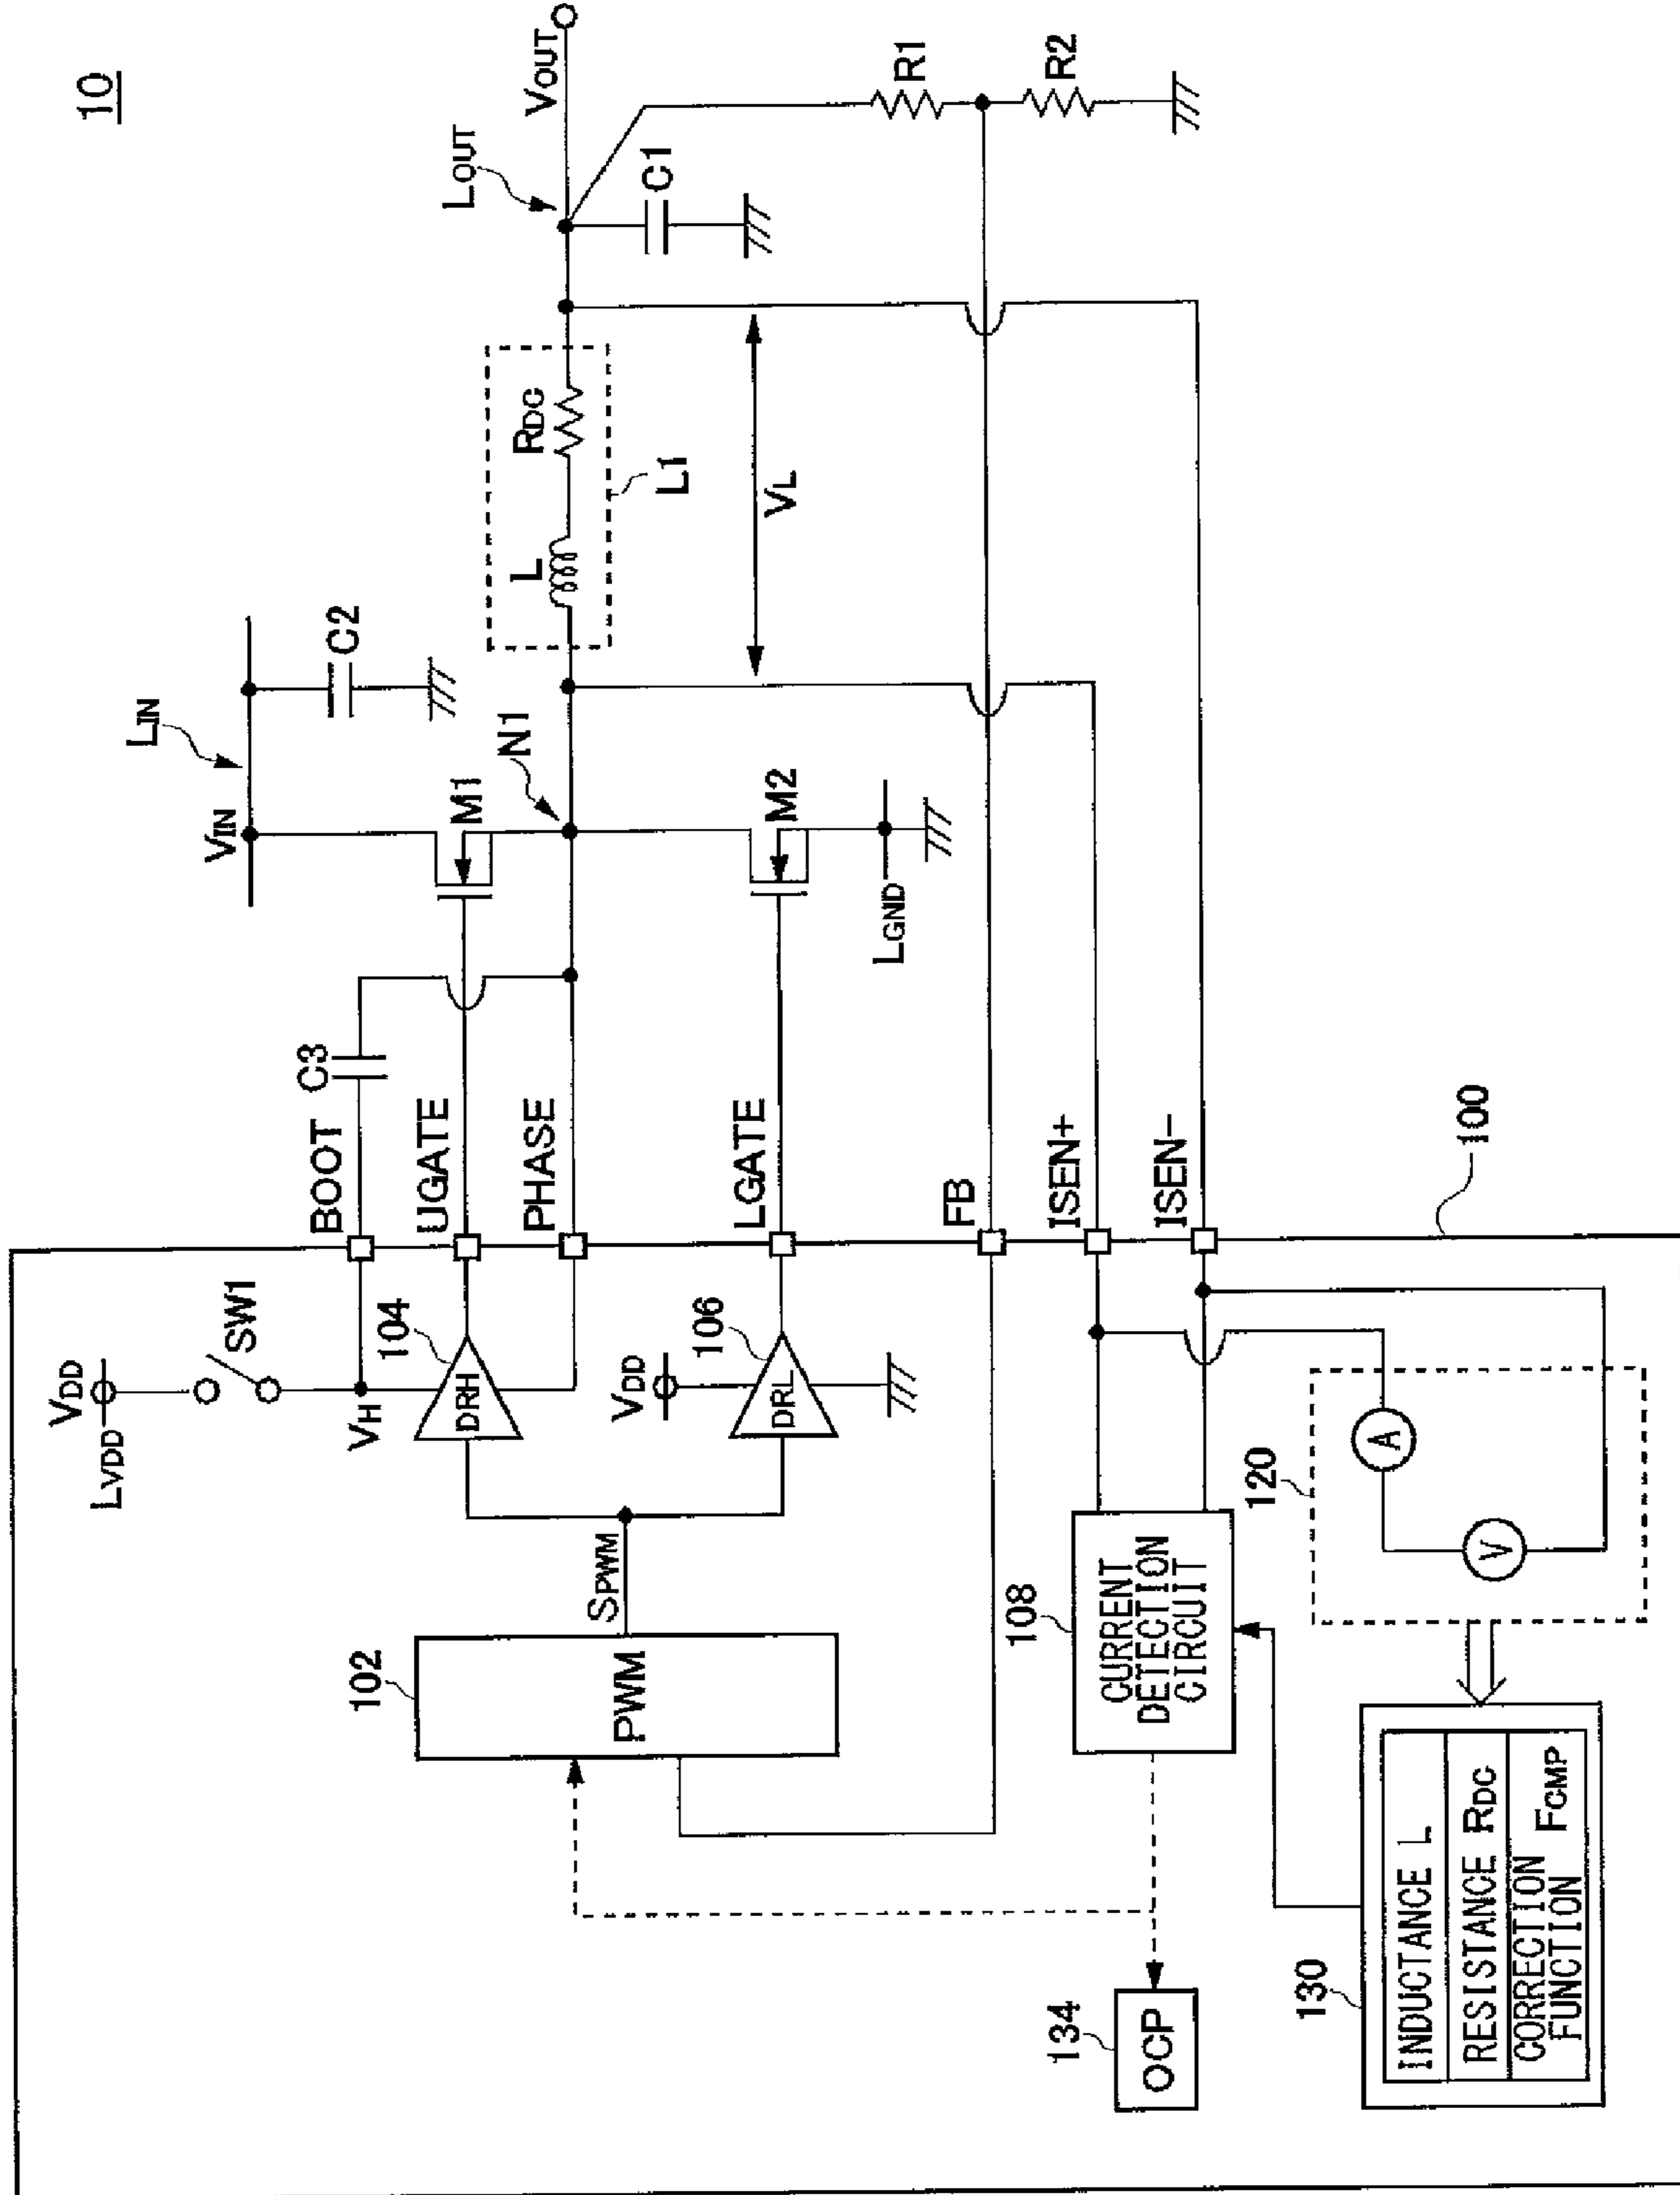 10
VDD
LVDD
SW1
VH
BOOT
C3
104
DRH
UGATE
PHASE
VIN
LIN
C2
M1
N1
L
RDC
L1
VL
LOUT
VOUT
C1
R1
R2
102
PWM
SPWM
VDD
106
DRL
LGATE
M2
LGND
FB
ISEN+
ISEN-
100
108
CURRENT
DETECTION
CIRCUIT
120
A
V
134
OCP
130
INDUCTANCE L
RESISTANCE RDC
CORRECTION
FUNCTION FCMP